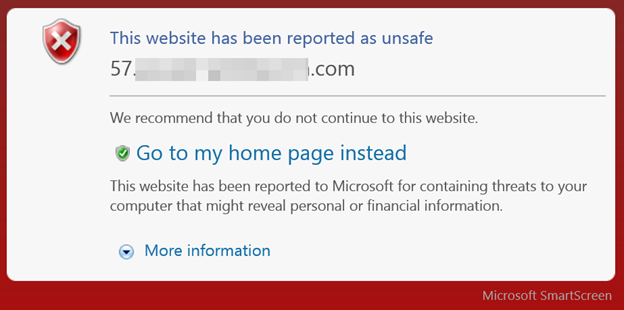 This website has been reported as unsafe
57. .com
We recommend that you do not continue to this website.
Go to my home page instead
This website has been reported to Microsoft for containing threats to your
computer that might reveal personal or financial information.
More information
Microsoft SmartScreen